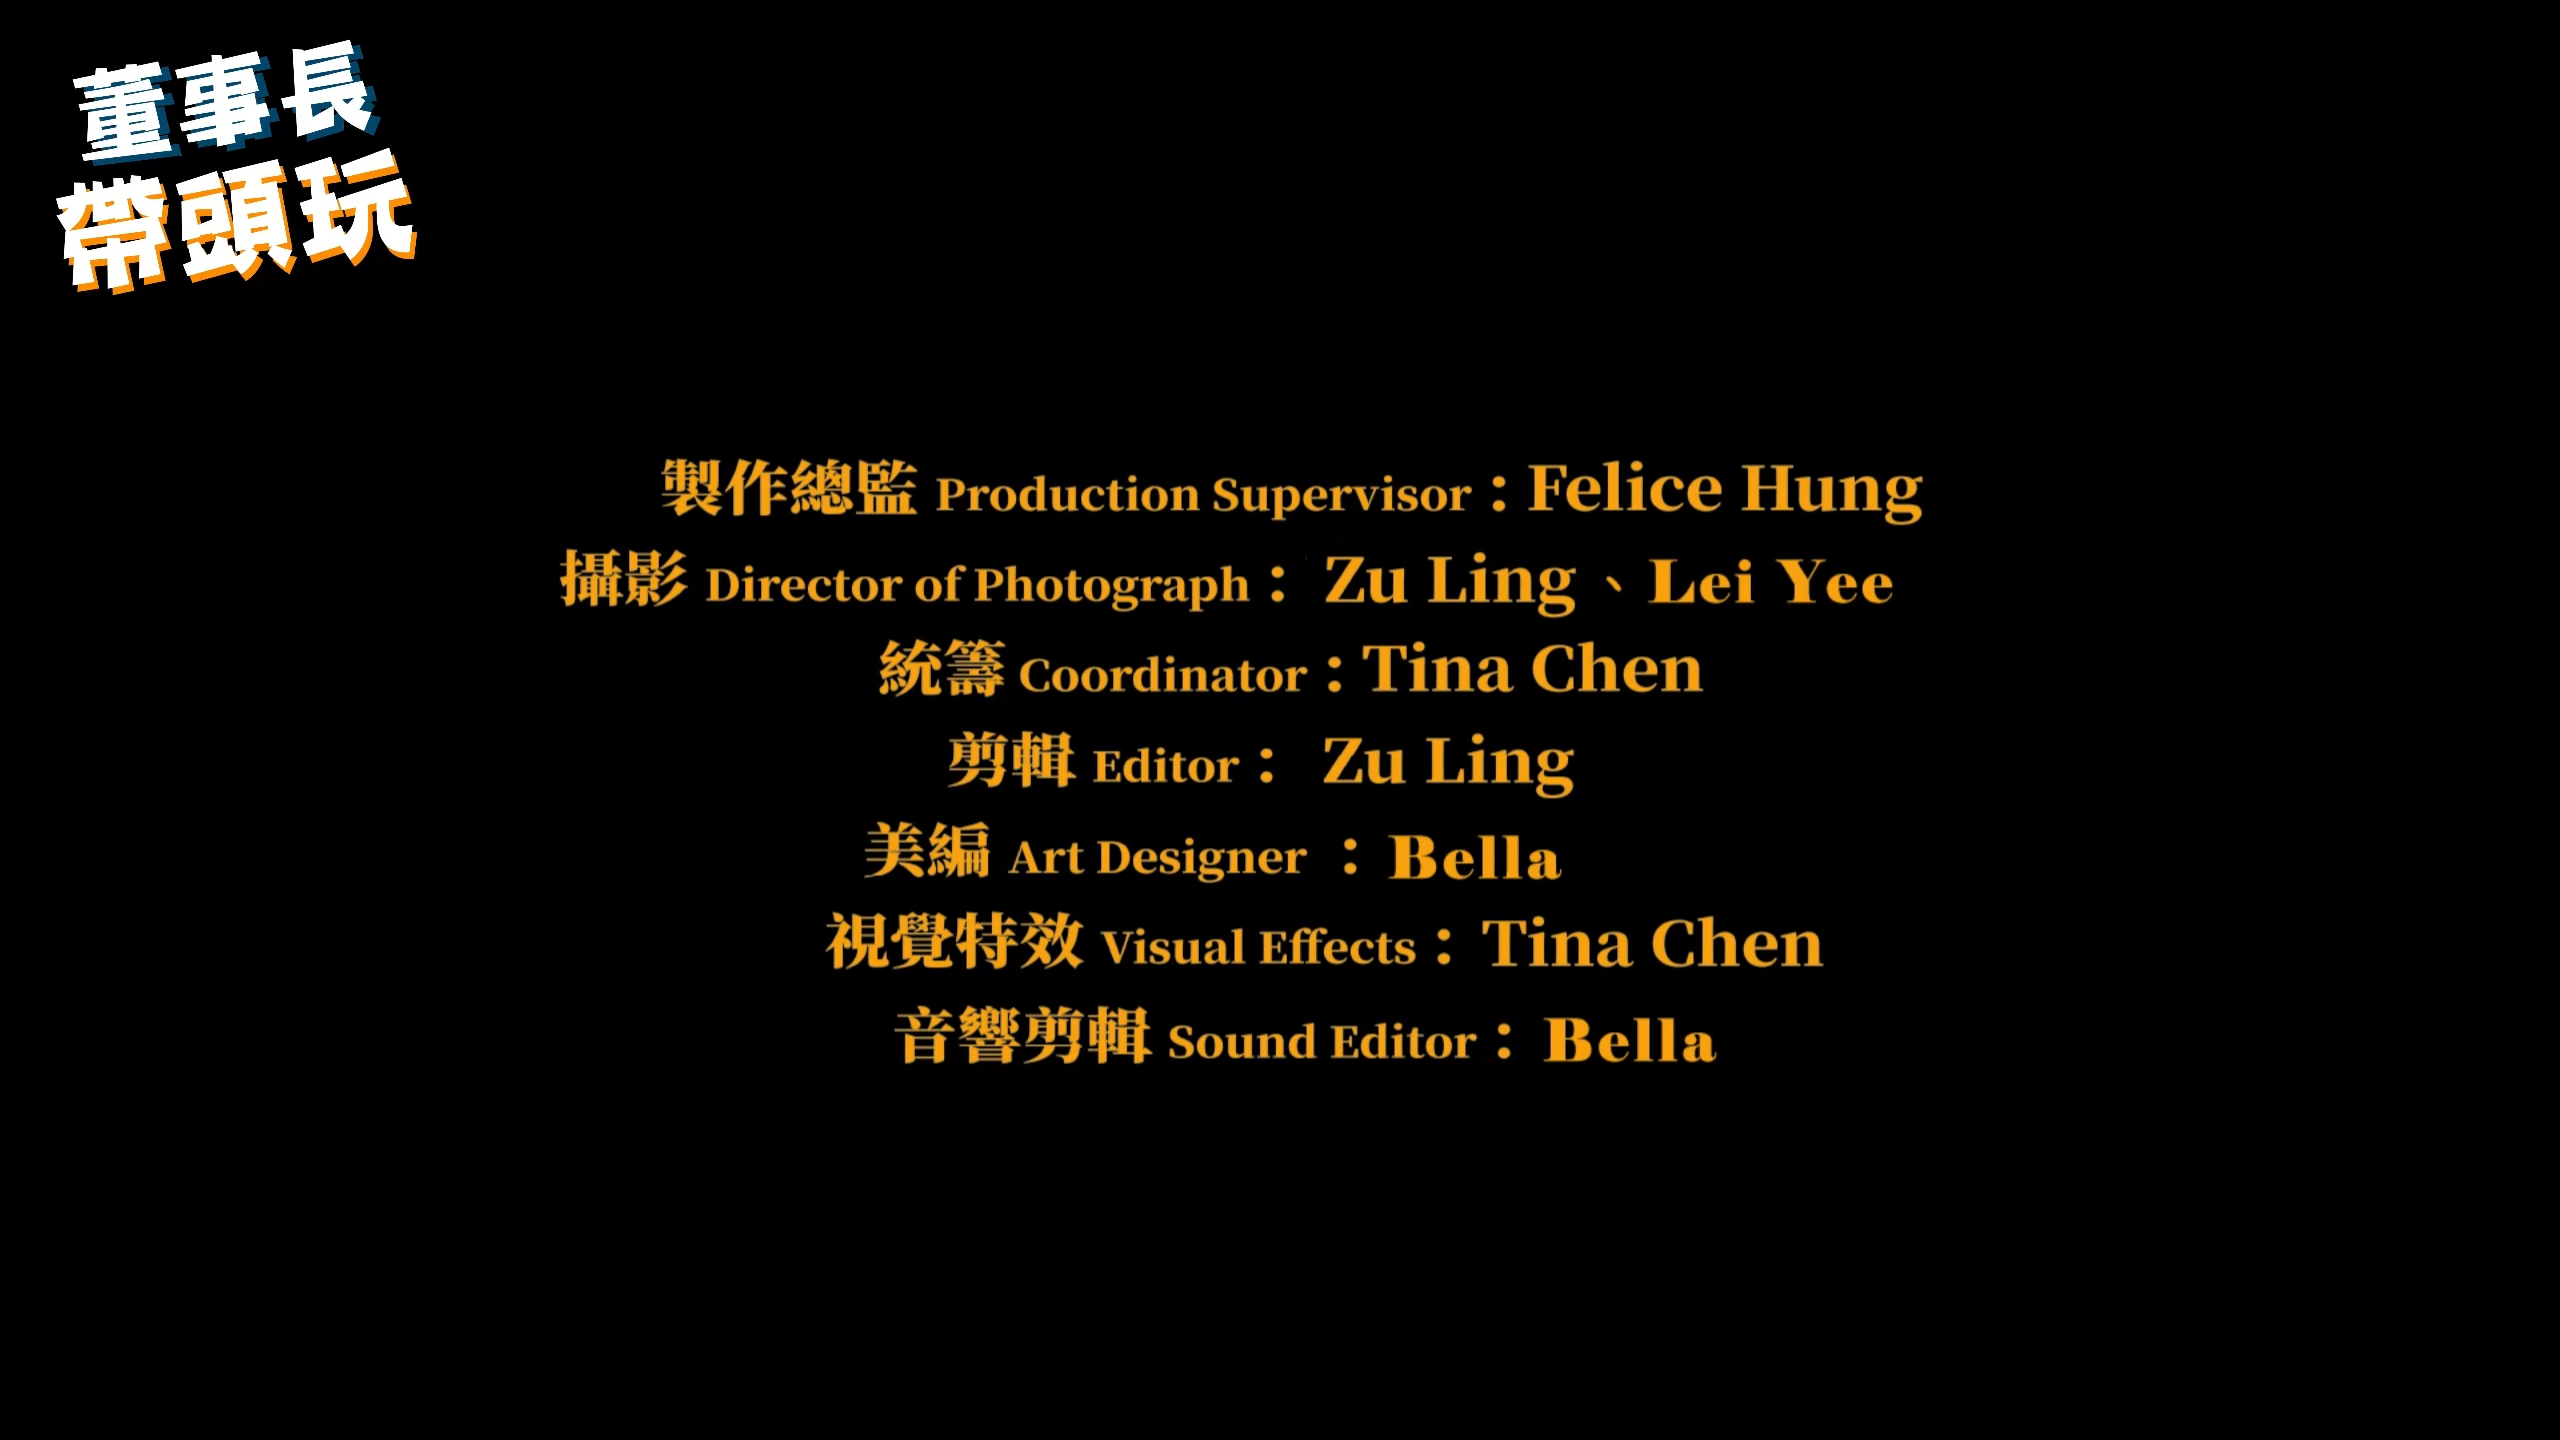 董事長
帶頭玩
製作總監 Production Supervisor：Felice Hung
攝影 Director of Photograph： Zu Ling、Lei Yee
統籌 Coordinator：Tina Chen
剪輯 Editor： Zu Ling
美編 Art Designer ：Bella
視覺特效 Visual Effects：Tina Chen
音響剪輯 Sound Editor：Bella